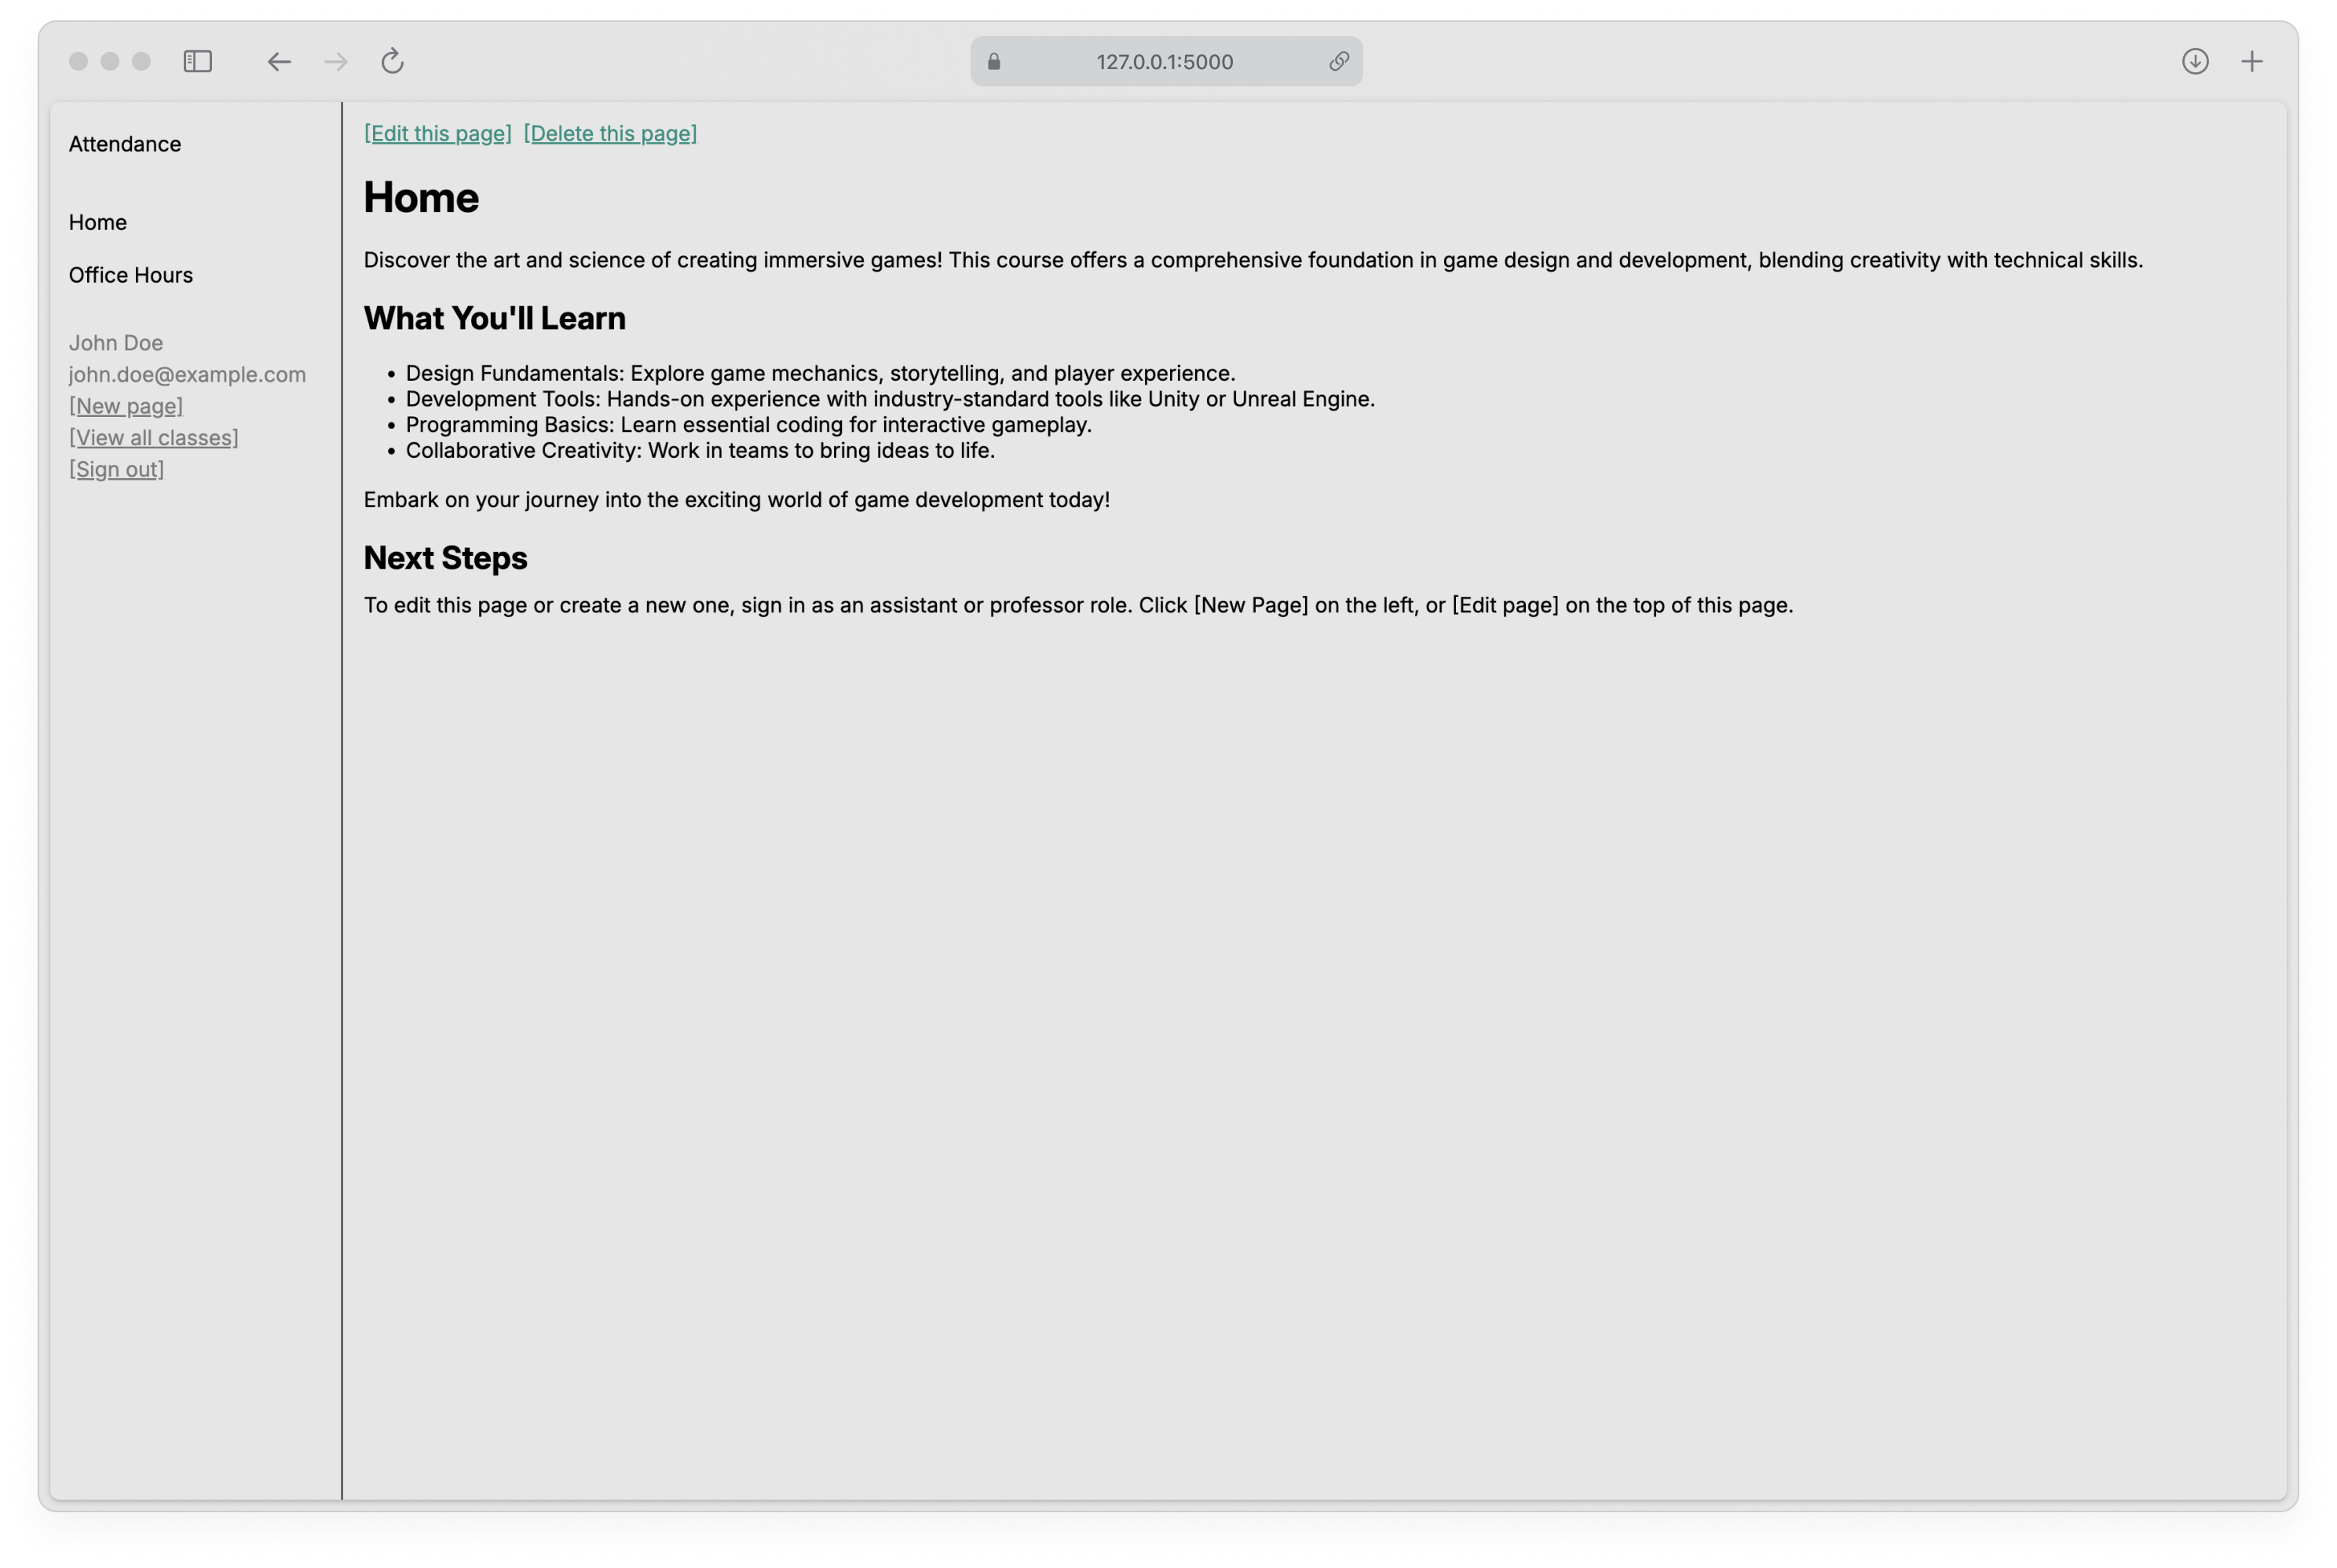 127.0.0.1:5000
Attendance
Home
Office Hours
John Doe
john.doe@example.com
[New page]
[View all classes]
[Sign out]
[Edit this page] [Delete this page]
Home
Discover the art and science of creating immersive games! This course offers a comprehensive foundation in game design and development, blending creativity with technical skills.
What You'll Learn
• Design Fundamentals: Explore game mechanics, storytelling, and player experience.
• Development Tools: Hands-on experience with industry-standard tools like Unity or Unreal Engine.
• Programming Basics: Learn essential coding for interactive gameplay.
• Collaborative Creativity: Work in teams to bring ideas to life.
Embark on your journey into the exciting world of game development today!
Next Steps
To edit this page or create a new one, sign in as an assistant or professor role. Click [New Page] on the left, or [Edit page] on the top of this page.